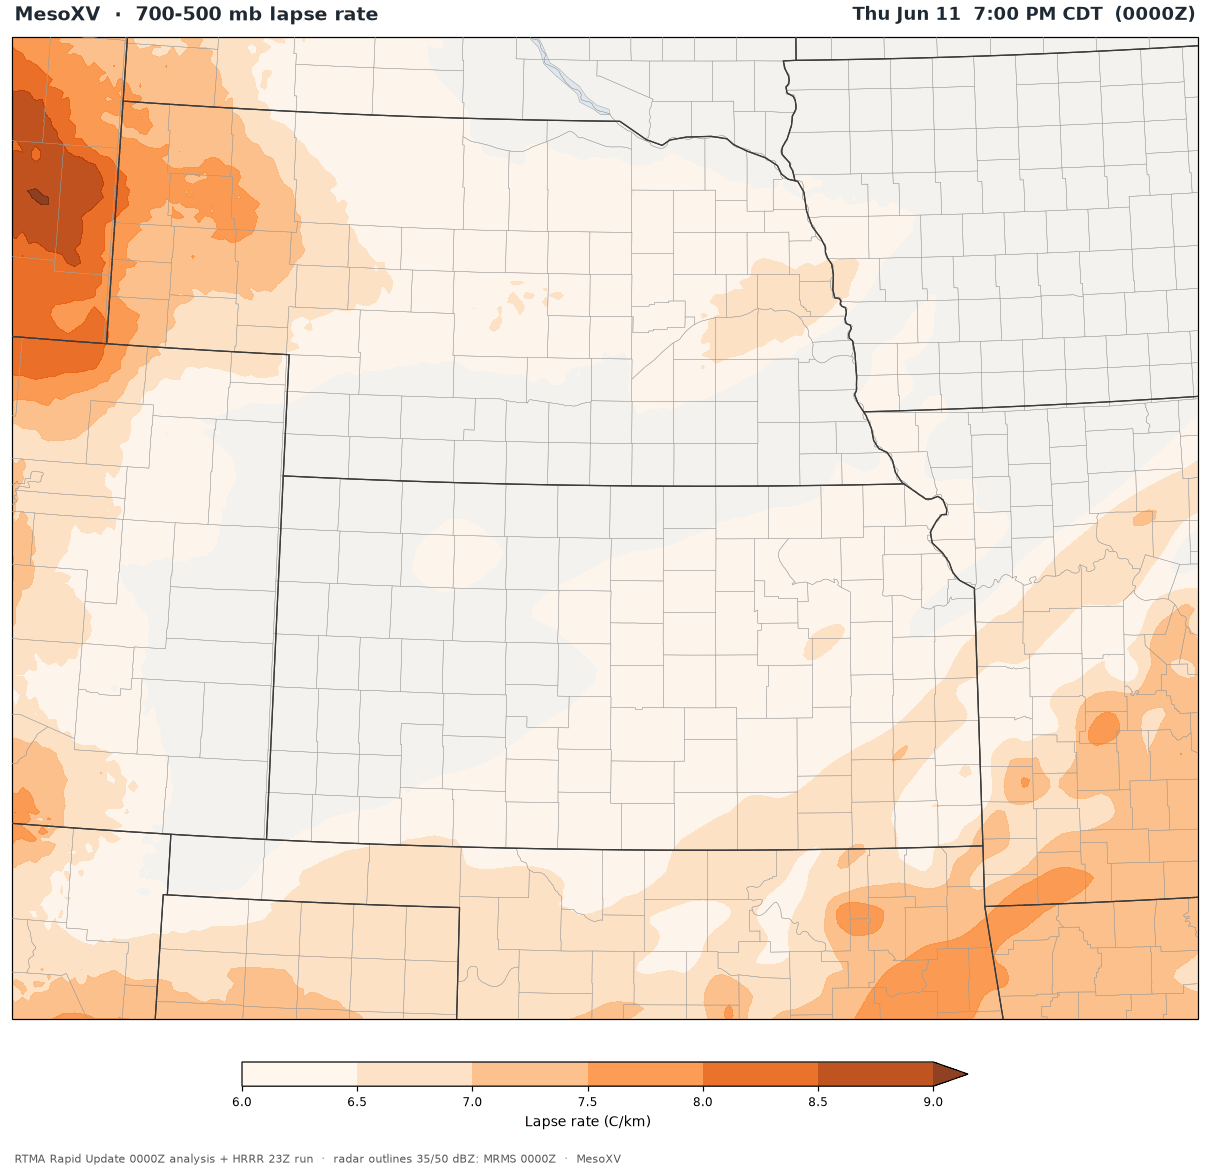 MesoXV · 700-500 mb lapse rate
Thu Jun 11 7:00 PM CDT (0000Z)
6.0 6.5 7.0 7.5 8.0 8.5 9.0
Lapse rate (C/km)
RTMA Rapid Update 0000Z analysis + HRRR 23Z run · radar outlines 35/50 dBZ: MRMS 0000Z · MesoXV